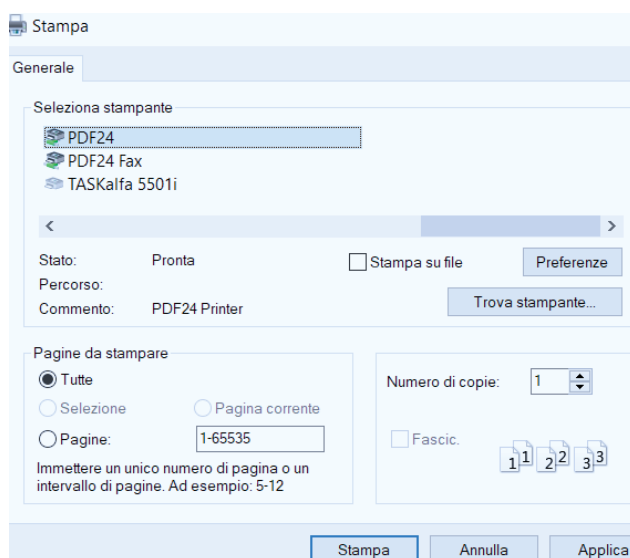 Stampa
Generale
Seleziona stampante
PDF24
PDF24 Fax
TASKalfa 5501i
Stato: Pronta
Stampa su file
Preferenze
Percorso:
Trova stampante...
Commento: PDF24 Printer
Pagine da stampare
Tutte
Numero di copie: 1
Selezione
Pagina corrente
Pagine: 1-65535
Fascic.
1 1 2 2 3 3
Immettere un unico numero di pagina o un
intervallo di pagine. Ad esempio: 5-12
Stampa
Annulla
Applica